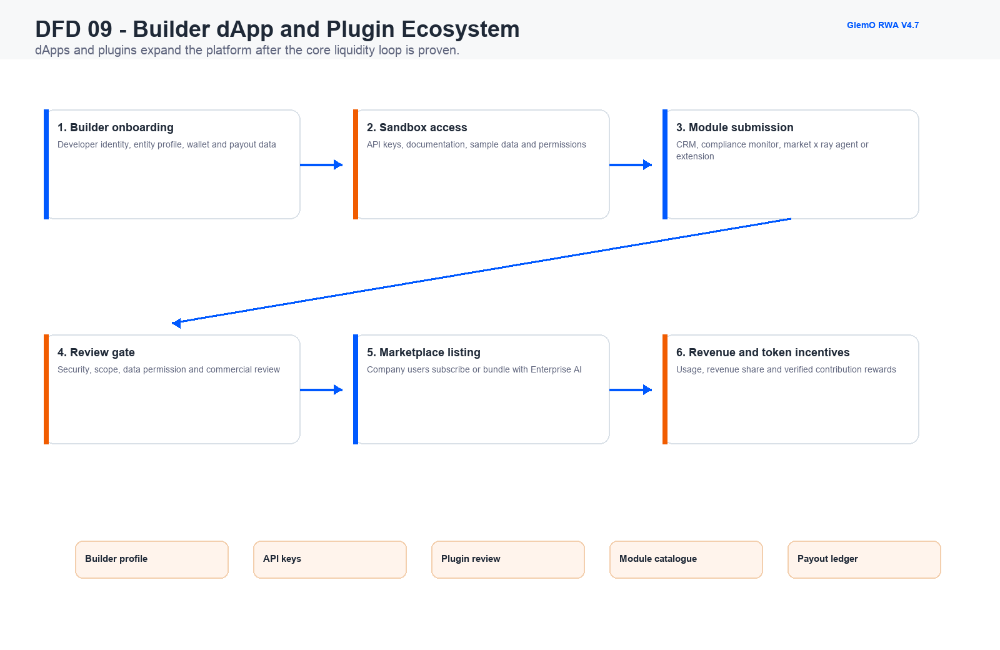 DFD 09 - Builder dApp and Plugin Ecosystem
GlemO RWA V4.7
dApps and plugins expand the platform after the core liquidity loop is proven.
1. Builder onboarding
Developer identity, entity profile, wallet and payout data
2. Sandbox access
API keys, documentation, sample data and permissions
3. Module submission
CRM, compliance monitor, market x ray agent or
extension
4. Review gate
Security, scope, data permission and commercial review
5. Marketplace listing
Company users subscribe or bundle with Enterprise AI
6. Revenue and token incentives
Usage, revenue share and verified contribution rewards
Builder profile
API keys
Plugin review
Module catalogue
Payout ledger